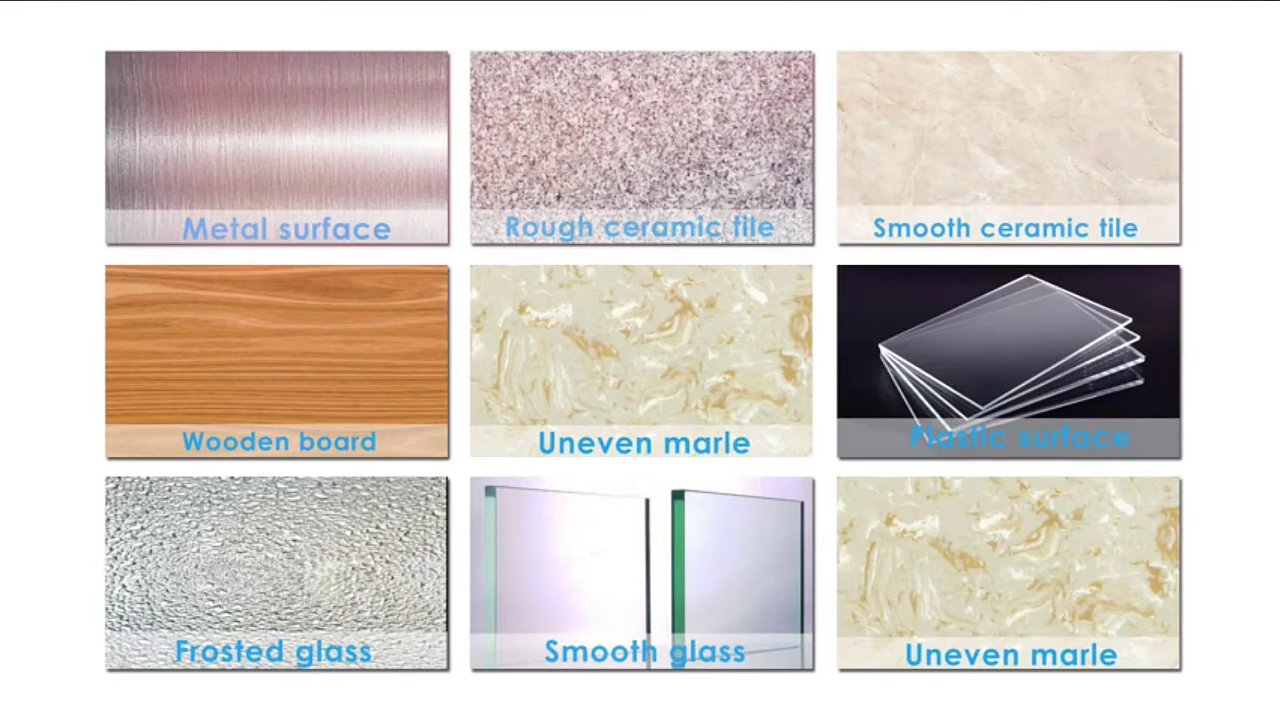 Metal surface
Rough ceramic tile
Smooth ceramic tile
Wooden board
Uneven marle
Plastic surface
Frosted glass
Smooth glass
Uneven marle